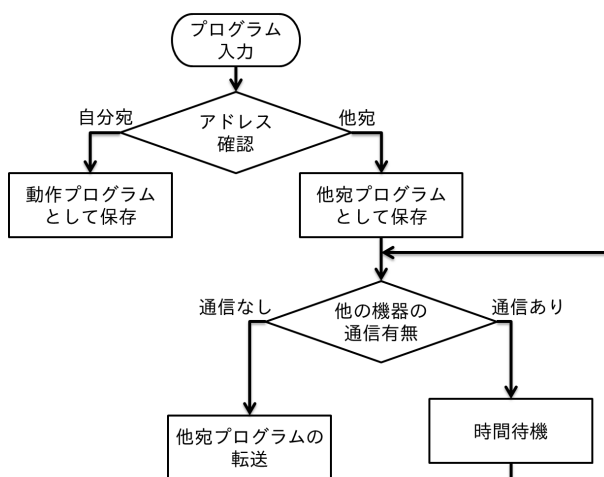 プログラム
入力
自分宛
アドレス
確認
他宛
動作プログラム
として保存
他宛プログラム
として保存
通信なし
他の機器の
通信有無
通信あり
他宛プログラムの
転送
時間待機